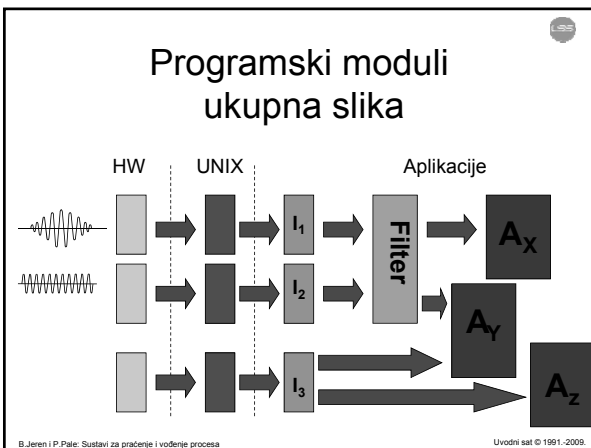 LSS
Programski moduli
ukupna slika
HW
UNIX
Aplikacije
I1
Filter
AX
I2
AY
I3
Az
B.Jeren i P.Pale: Sustavi za praćenje i vođenje procesa
Uvodni sat © 1991.-2009.